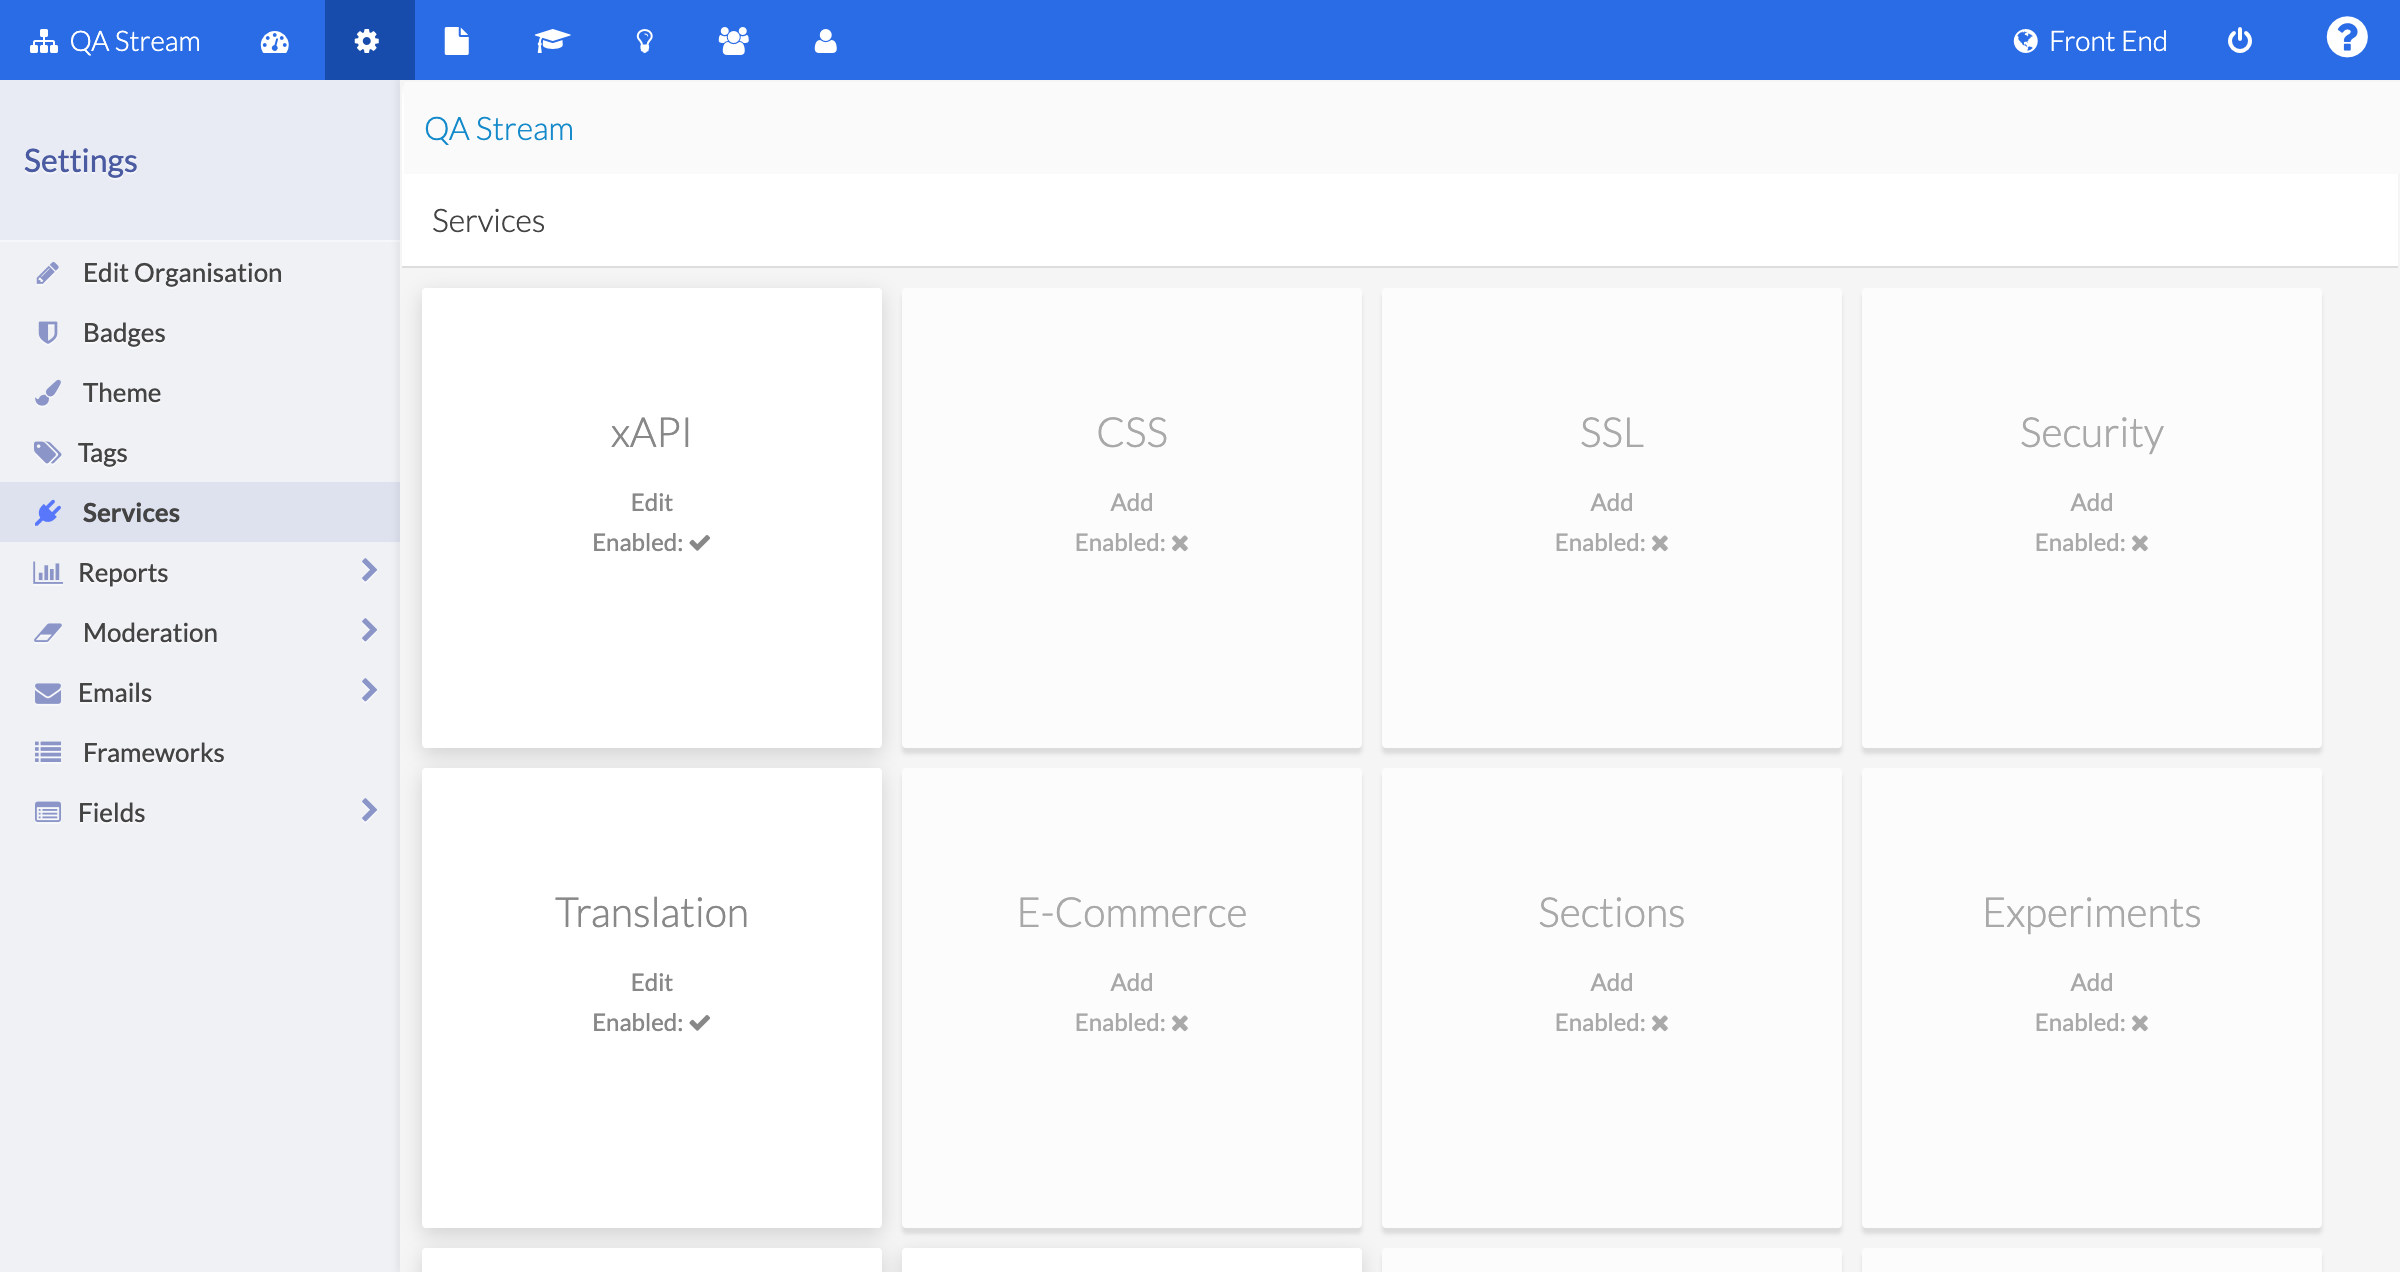 QA Stream
Front End
Settings
Edit Organisation
Badges
Theme
Tags
Services
Reports
Moderation
Emails
Frameworks
Fields
QA Stream
Services
xAPI
Edit
Enabled:
CSS
Add
Enabled:
SSL
Add
Enabled:
Security
Add
Enabled:
Translation
Edit
Enabled:
E-Commerce
Add
Enabled:
Sections
Add
Enabled:
Experiments
Add
Enabled: